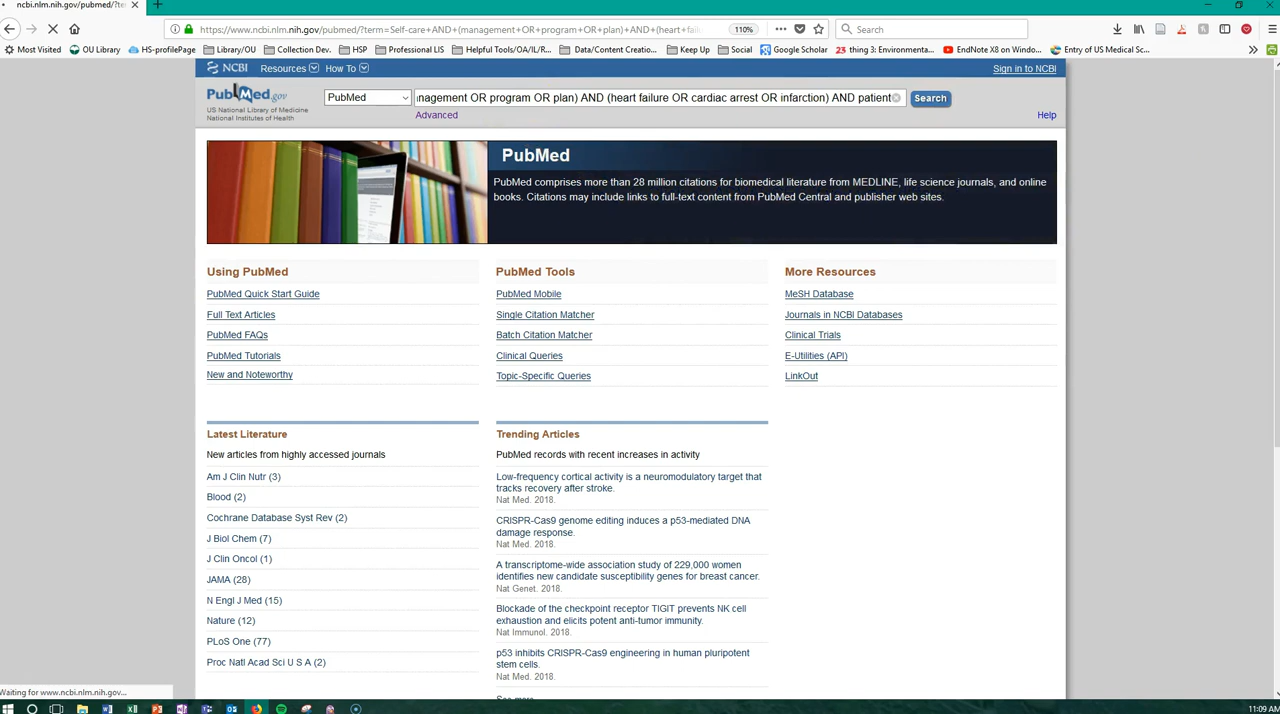 ncbi.nlm.nih.gov/pubmed/?te
https://www.ncbi.nlm.nih.gov/pubmed/?term=Self-care+AND+(management+OR+program+OR+plan)+AND+(heart+fail
110%
Search
Most Visited OU Library HS-profilePage Library/OU Collection Dev. HSP Professional LIS Helpful Tools/OA/IL/R... Data/Content Creatio... Keep Up Social Google Scholar thing 3: Environmenta... EndNote X8 on Windo... Entry of US Medical Sc...
NCBI Resources How To Sign in to NCBI
PubMed.gov
US National Library of Medicine
National Institutes of Health
PubMed
nagement OR program OR plan) AND (heart failure OR cardiac arrest OR infarction) AND patient
Search
Advanced
Help
PubMed
PubMed comprises more than 28 million citations for biomedical literature from MEDLINE, life science journals, and online
books. Citations may include links to full-text content from PubMed Central and publisher web sites.
Using PubMed
PubMed Quick Start Guide
Full Text Articles
PubMed FAQs
PubMed Tutorials
New and Noteworthy
PubMed Tools
PubMed Mobile
Single Citation Matcher
Batch Citation Matcher
Clinical Queries
Topic-Specific Queries
More Resources
MeSH Database
Journals in NCBI Databases
Clinical Trials
E-Utilities (API)
LinkOut
Latest Literature
New articles from highly accessed journals
Am J Clin Nutr (3)
Blood (2)
Cochrane Database Syst Rev (2)
J Biol Chem (7)
J Clin Oncol (1)
JAMA (28)
N Engl J Med (15)
Nature (12)
PLoS One (77)
Proc Natl Acad Sci U S A (2)
Trending Articles
PubMed records with recent increases in activity
Low-frequency cortical activity is a neuromodulatory target that
tracks recovery after stroke.
Nat Med. 2018.
CRISPR-Cas9 genome editing induces a p53-mediated DNA
damage response.
Nat Med. 2018.
A transcriptome-wide association study of 229,000 women
identifies new candidate susceptibility genes for breast cancer.
Nat Genet. 2018.
Blockade of the checkpoint receptor TIGIT prevents NK cell
exhaustion and elicits potent anti-tumor immunity.
Nat Immunol. 2018.
p53 inhibits CRISPR-Cas9 engineering in human pluripotent
stem cells.
Nat Med. 2018.
See more
Waiting for www.ncbi.nlm.nih.gov...
11:09 AM